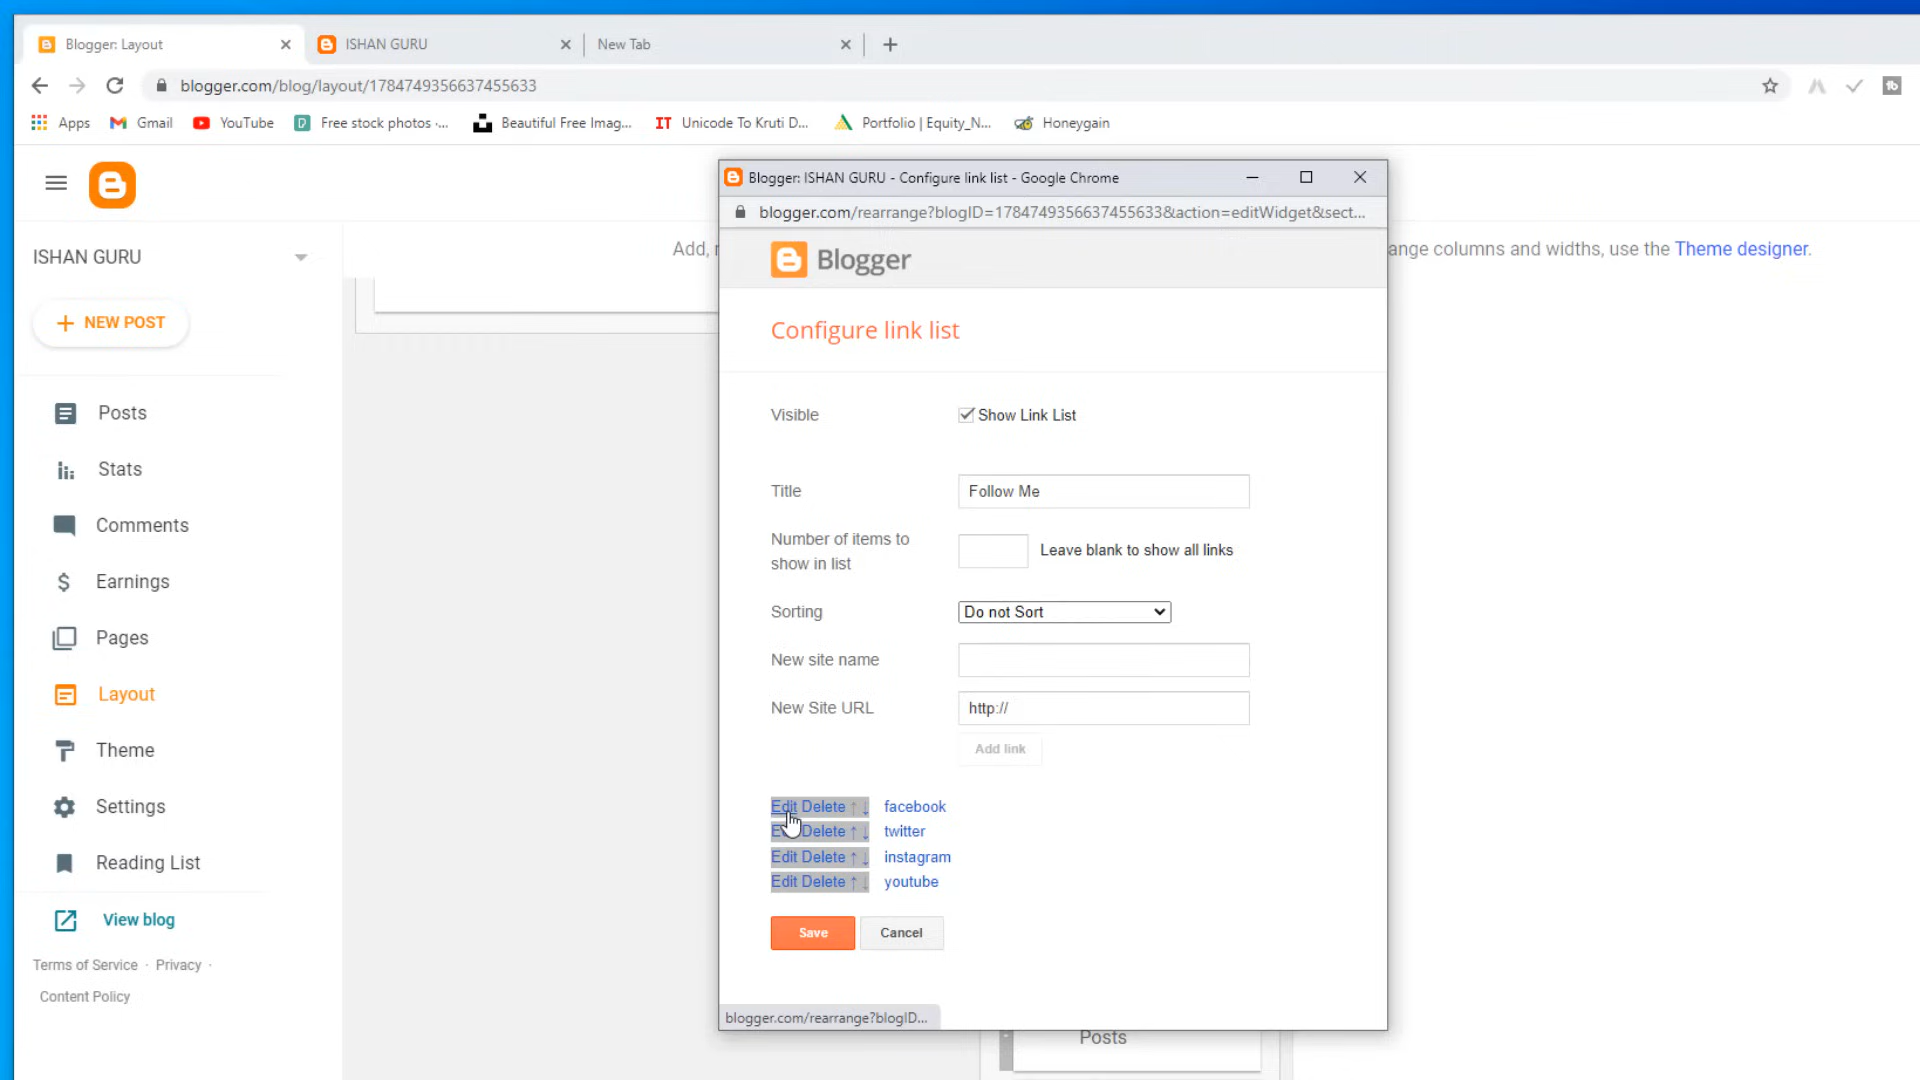 Blogger: Layout
ISHAN GURU
New Tab
blogger.com/blog/layout/1784749356637455633
Apps
Gmail
YouTube
Free stock photos ·...
Beautiful Free Imag...
IT Unicode To Kruti D...
Portfolio | Equity_N...
Honeygain
ISHAN GURU
NEW POST
Posts
Stats
Comments
Earnings
Pages
Layout
Theme
Settings
Reading List
View blog
Terms of Service · Privacy ·
Content Policy
Add,
ange columns and widths, use the Theme designer.
Blogger: ISHAN GURU - Configure link list - Google Chrome
blogger.com/rearrange?blogID=1784749356637455633&action=editWidget&sect...
Blogger
Configure link list
Visible
Show Link List
Title
Follow Me
Number of items to
show in list
Leave blank to show all links
Sorting
Do not Sort
New site name
New Site URL
http://
Add link
Edit Delete ↑ ↓ facebook
Delete ↑ ↓ twitter
Edit Delete ↑ ↓ instagram
Edit Delete ↑ ↓ youtube
Save
Cancel
blogger.com/rearrange?blogID...
Posts